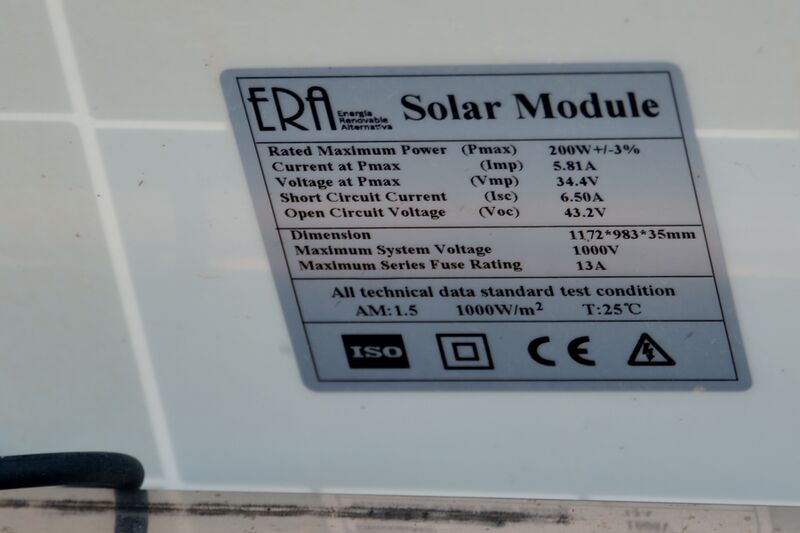 ERA Energia Renovable Alternativa Solar Module
Rated Maximum Power (Pmax) 200W+/-3%
Current at Pmax (Imp) 5.81A
Voltage at Pmax (Vmp) 34.4V
Short Circuit Current (Isc) 6.50A
Open Circuit Voltage (Voc) 43.2V
Dimension 1172*983*35mm
Maximum System Voltage 1000V
Maximum Series Fuse Rating 13A
All technical data standard test condition
AM:1.5 1000W/m² T:25℃
ISO CE